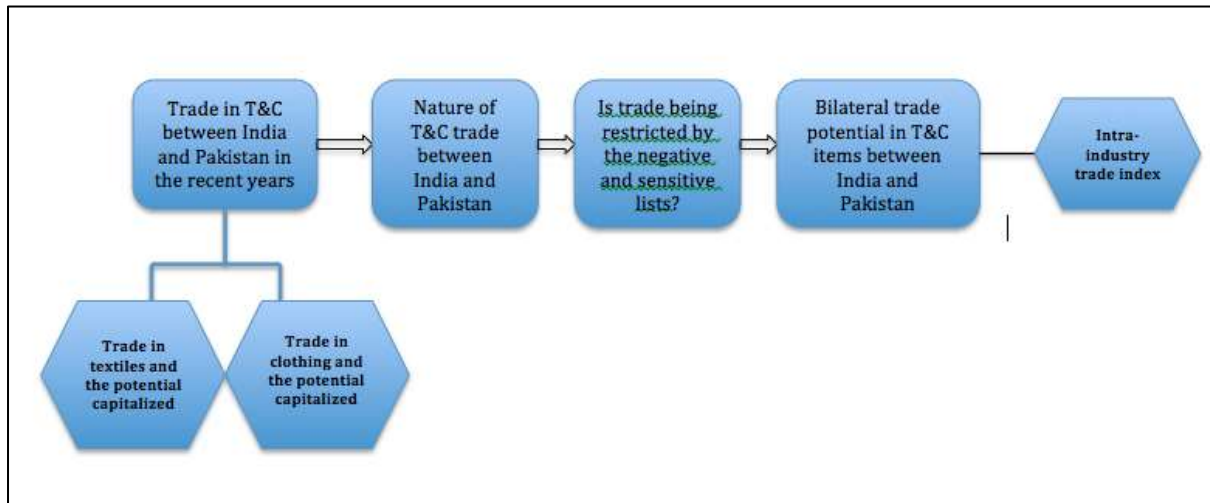 Trade in T&C
between India
and Pakistan in
the recent years
Nature of
T&C trade
between
India and
Pakistan
Is trade being
restricted by
the negative
and sensitive
lists?
Bilateral trade
potential in T&C
items between
India and
Pakistan
Intra-
industry
trade index
Trade in
textiles and
the potential
capitalized
Trade in
clothing and
the potential
capitalized